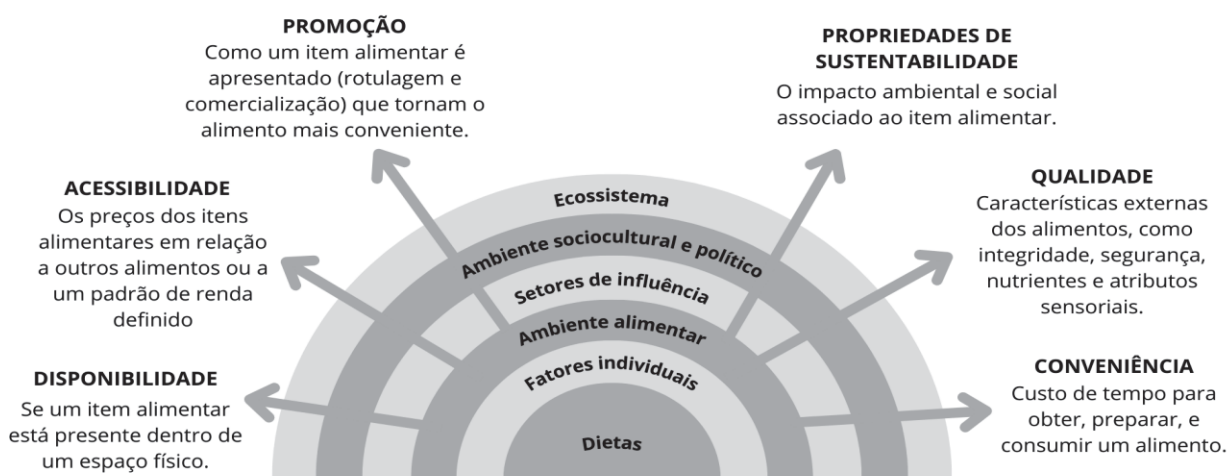 PROMOÇÃO
Como um item alimentar é
apresentado (rotulagem e
comercialização) que tornam o
alimento mais conveniente.
PROPRIEDADES DE
SUSTENTABILIDADE
O impacto ambiental e social
associado ao item alimentar.
ACESSIBILIDADE
Os preços dos itens
alimentares em relação
a outros alimentos ou a
um padrão de renda
definido
QUALIDADE
Características externas
dos alimentos, como
integridade, segurança,
nutrientes e atributos
sensoriais.
DISPONIBILIDADE
Se um item alimentar
está presente dentro de
um espaço físico.
CONVENIÊNCIA
Custo de tempo para
obter, preparar, e
consumir um alimento.
Ecossistema
Ambiente sociocultural e político
Setores de influência
Ambiente alimentar
Fatores individuais
Dietas